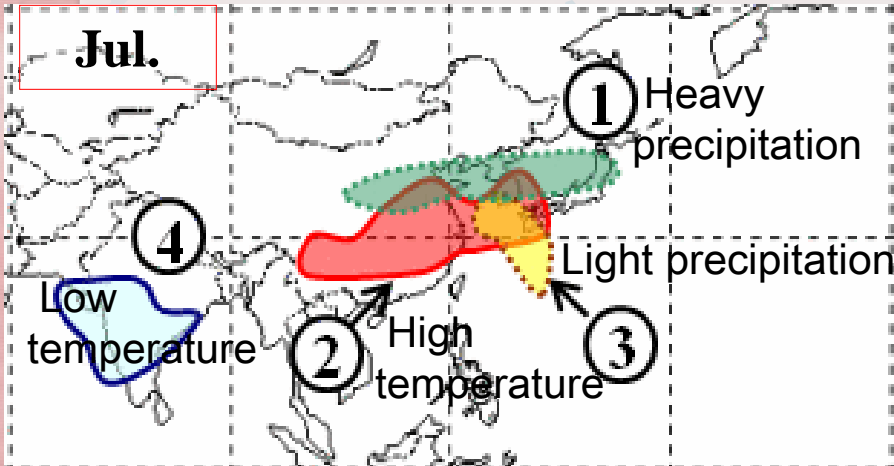 Jul.
1
Heavy
precipitation
4
Light precipitation
Low
temperature
2
High
temperature
3